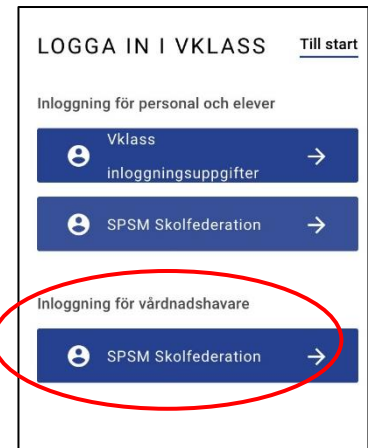 LOGGA IN I VKLASS Till start
Inloggning för personal och elever
Vklass
inloggningsuppgifter
SPSM Skolfederation
Inloggning för vårdnadshavare
SPSM Skolfederation